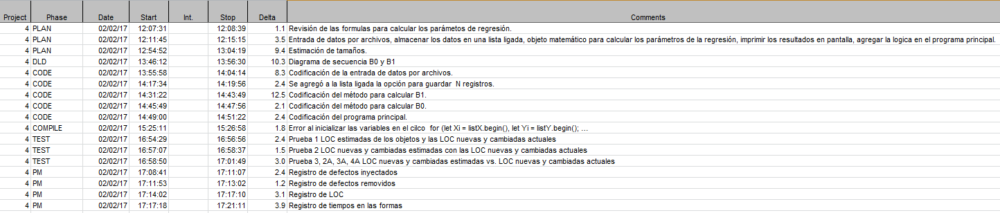 Project Phase Date Start Int. Stop Delta Comments
4 PLAN 02/02/17 12:07:31 12:08:39 1.1 Revisión de las formulas para calcular los parámetos de regresión.
4 PLAN 02/02/17 12:11:45 12:15:15 3.5 Entrada de datos por archivos, almacenar los datos en una lista ligada, objeto matemático para calcular los parámetros de la regresión, imprimir los resultados en pantalla, agregar la logica en el programa principal.
4 PLAN 02/02/17 12:54:52 13:04:19 9.4 Estimación de tamaños.
4 DLD 02/02/17 13:46:12 13:56:30 10.3 Diagrama de secuencia B0 y B1
4 CODE 02/02/17 13:55:58 14:04:14 8.3 Codificación de la entrada de datos por archivos.
4 CODE 02/02/17 14:17:34 14:19:56 2.4 Se agregó a la lista ligada la opción para guardar N registros.
4 CODE 02/02/17 14:31:22 14:43:49 12.5 Codificación del método para calcular B1.
4 CODE 02/02/17 14:45:49 14:47:56 2.1 Codificación del método para calcular B0.
4 CODE 02/02/17 14:49:00 14:51:22 2.4 Codificación del programa principal.
4 COMPILE 02/02/17 15:25:11 15:26:58 1.8 Error al inicializar las variables en el cilco for (let Xi = listX.begin(), let Yi = listY.begin(); ...
4 TEST 02/02/17 16:54:29 16:56:56 2.4 Prueba 1 LOC estimadas de los objetos y las LOC nuevas y cambiadas actuales
4 TEST 02/02/17 16:57:07 16:58:37 1.5 Prueba 2 LOC nuevas y cambiadas estimadas con las LOC nuevas y cambiadas actuales
4 TEST 02/02/17 16:58:50 17:01:49 3.0 Prueba 3, 2A, 3A, 4A LOC nuevas y cambiadas estimadas vs. LOC nuevas y cambiadas actuales
4 PM 02/02/17 17:08:41 17:11:07 2.4 Registro de defectos inyectados
4 PM 02/02/17 17:11:53 17:13:02 1.2 Registro de defectos removidos
4 PM 02/02/17 17:14:02 17:17:10 3.1 Registro de LOC
4 PM 02/02/17 17:17:18 17:21:11 3.9 Registro de tiempos en las formas